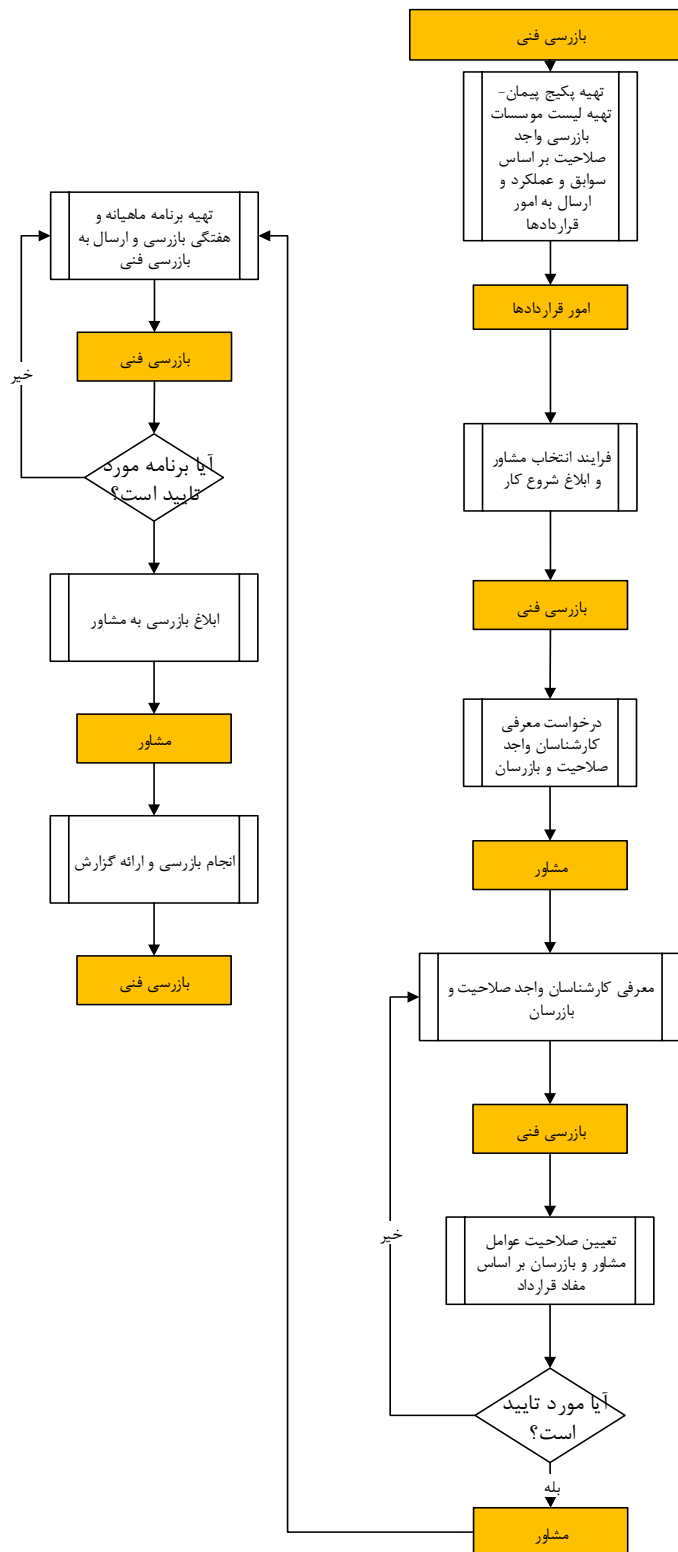 بازرسی فنی
تهیه پکیج پیمان-
تهیه لیست موسسات
بازرسی واجد
صلاحیت بر اساس
سوابق و عملکرد و
ارسال به امور
قراردادها
امور قراردادها
فرایند انتخاب مشاور
و ابلاغ شروع کار
بازرسی فنی
درخواست معرفی
کارشناسان واجد
صلاحیت و بازرسان
مشاور
معرفی کارشناسان واجد صلاحیت و
بازرسان
بازرسی فنی
تعیین صلاحیت عوامل
مشاور و بازرسان بر اساس
مفاد قرارداد
خیر
آیا مورد تایید
است؟
بله
مشاور
تهیه برنامه ماهیانه و
هفتگی بازرسی و ارسال به
بازرسی فنی
بازرسی فنی
خیر
آیا برنامه مورد
تایید است؟
ابلاغ بازرسی به مشاور
مشاور
انجام بازرسی و ارائه گزارش
بازرسی فنی